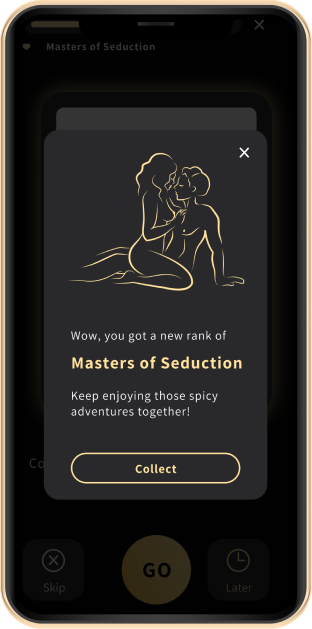 Masters of Seduction
Wow, you got a new rank of
Masters of Seduction
Keep enjoying those spicy
adventures together!
Co
Collect
Skip
GO
Later